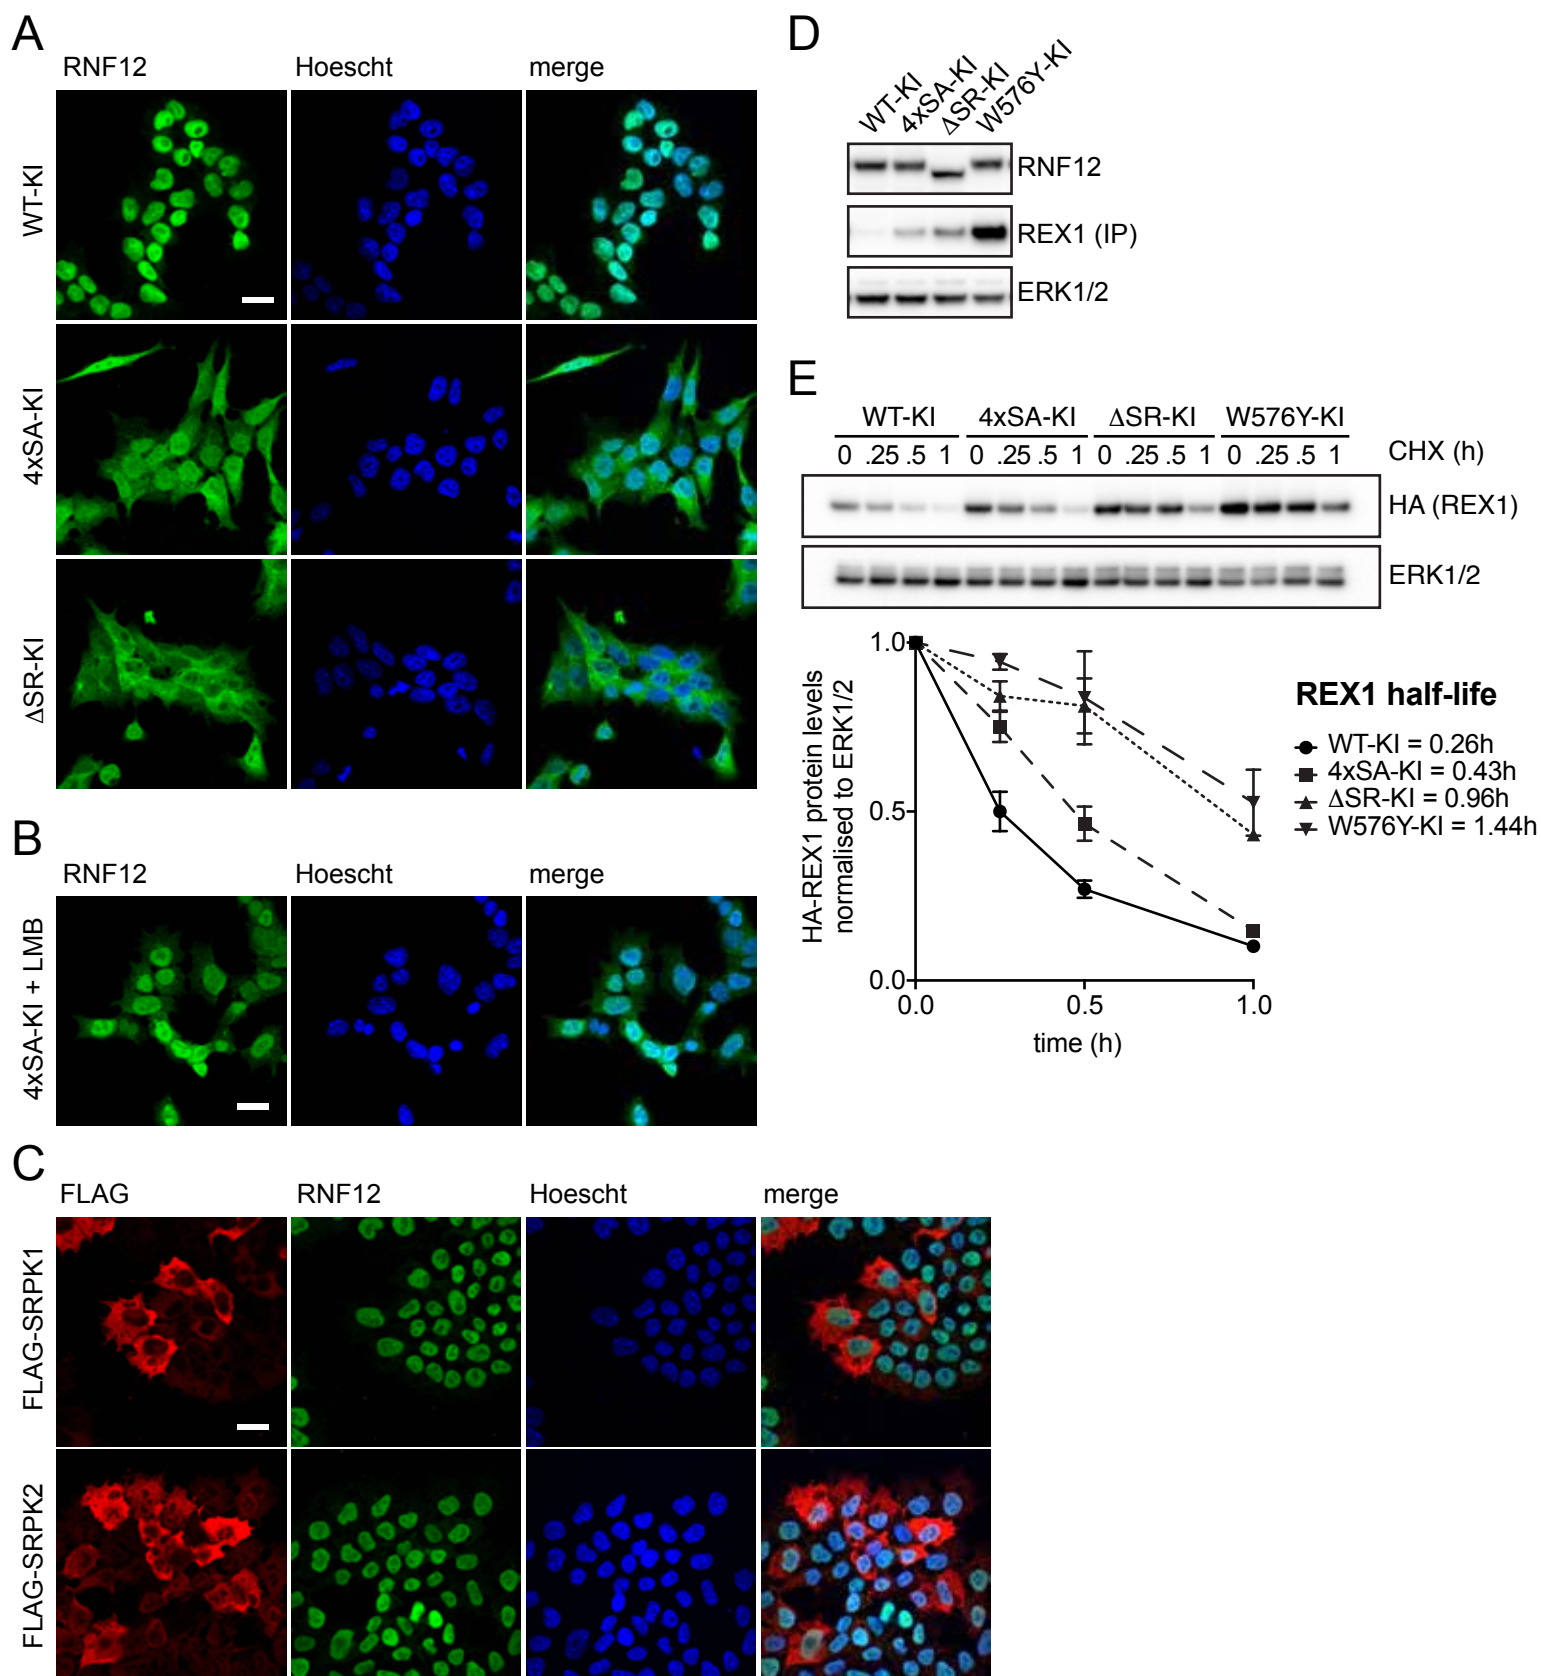 A
RNF12 Hoescht merge
WT-KI
4xSA-KI
ΔSR-KI
B
RNF12 Hoescht merge
4xSA-KI + LMB
C
FLAG RNF12 Hoescht merge
FLAG-SRPK1
FLAG-SRPK2
D
WT-KI 4xSA-KI ΔSR-KI W576Y-KI
RNF12
REX1 (IP)
ERK1/2
E
WT-KI 4xSA-KI ΔSR-KI W576Y-KI
0 .25 .5 1 0 .25 .5 1 0 .25 .5 1 0 .25 .5 1 CHX (h)
HA (REX1)
ERK1/2
HA-REX1 protein levels
normalised to ERK1/2
1.0
0.5
0.0
0.0 0.5 1.0
time (h)
REX1 half-life
WT-KI = 0.26h
4xSA-KI = 0.43h
ΔSR-KI = 0.96h
W576Y-KI = 1.44h